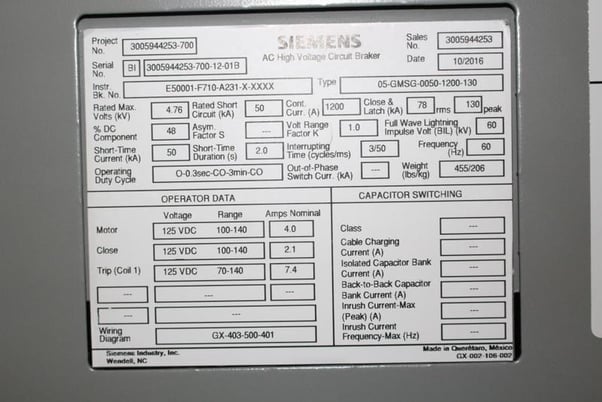 Project No. 3005944253-700 SIEMENS Sales No. 3005944253
Serial No. BI 3005944253-700-12-01B AC High Voltage Circuit Braker Date 10/2016
Instr. Bk. No. E50001-F710-A231-X-XXXX Type 05-GMSG-0050-1200-130
Rated Max. Volts (kV) 4.76 Rated Short Circuit (kA) 50 Cont. Curr. (A) 1200 Close & Latch (kA) 78 rms 130 peak
% DC Component 48 Asym. Factor S --- Volt Range Factor K 1.0 Full Wave Lightning Impulse Volt (BIL) (kV) 60
Short-Time Current (kA) 50 Short-Time Duration (s) 2.0 Interrupting Time (cycles/ms) 3/50 Frequency (Hz) 60
Operating Duty Cycle O-0.3sec-CO-3min-CO Out-of-Phase Switch Curr. (kA) --- Weight (lbs/kg) 455/206
OPERATOR DATA
Voltage Range Amps Nominal
Motor 125 VDC 100-140 4.0
Close 125 VDC 100-140 2.1
Trip (Coil 1) 125 VDC 70-140 7.4
--- --- ---
--- --- ---
Wiring Diagram GX-403-500-401
CAPACITOR SWITCHING
Class ---
Cable Charging Current (A) ---
Isolated Capacitor Bank Current (A) ---
Back-to-Back Capacitor Bank Current (A) ---
Inrush Current-Max (Peak) (A) ---
Inrush Current Frequency-Max (Hz) ---
Siemens Industry, Inc.
Wendell, NC
Made in Querétaro, México
GX-002-106-002